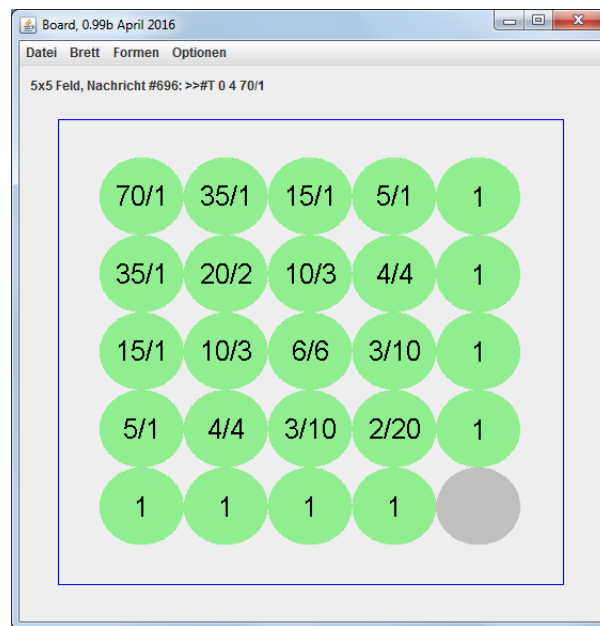 Board, 0.99b April 2016
Datei Brett Formen Optionen
5x5 Feld, Nachricht #696: >>#T 0 4 70/1
70/1 35/1 15/1 5/1 1
35/1 20/2 10/3 4/4 1
15/1 10/3 6/6 3/10 1
5/1 4/4 3/10 2/20 1
1 1 1 1